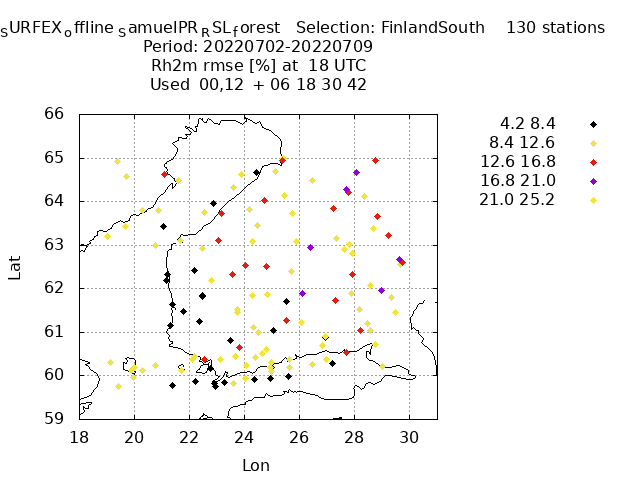 SURFEXoffline SamuelPRRSLforest Selection: FinlandSouth 130 stations
Period: 20220702-20220709
Rh2m rmse [%] at 18 UTC
Used 00,12 + 06 18 30 42
4.2 8.4
8.4 12.6
12.6 16.8
16.8 21.0
21.0 25.2
66
65
64
63
62
61
60
59
Lat
18 20 22 24 26 28 30
Lon